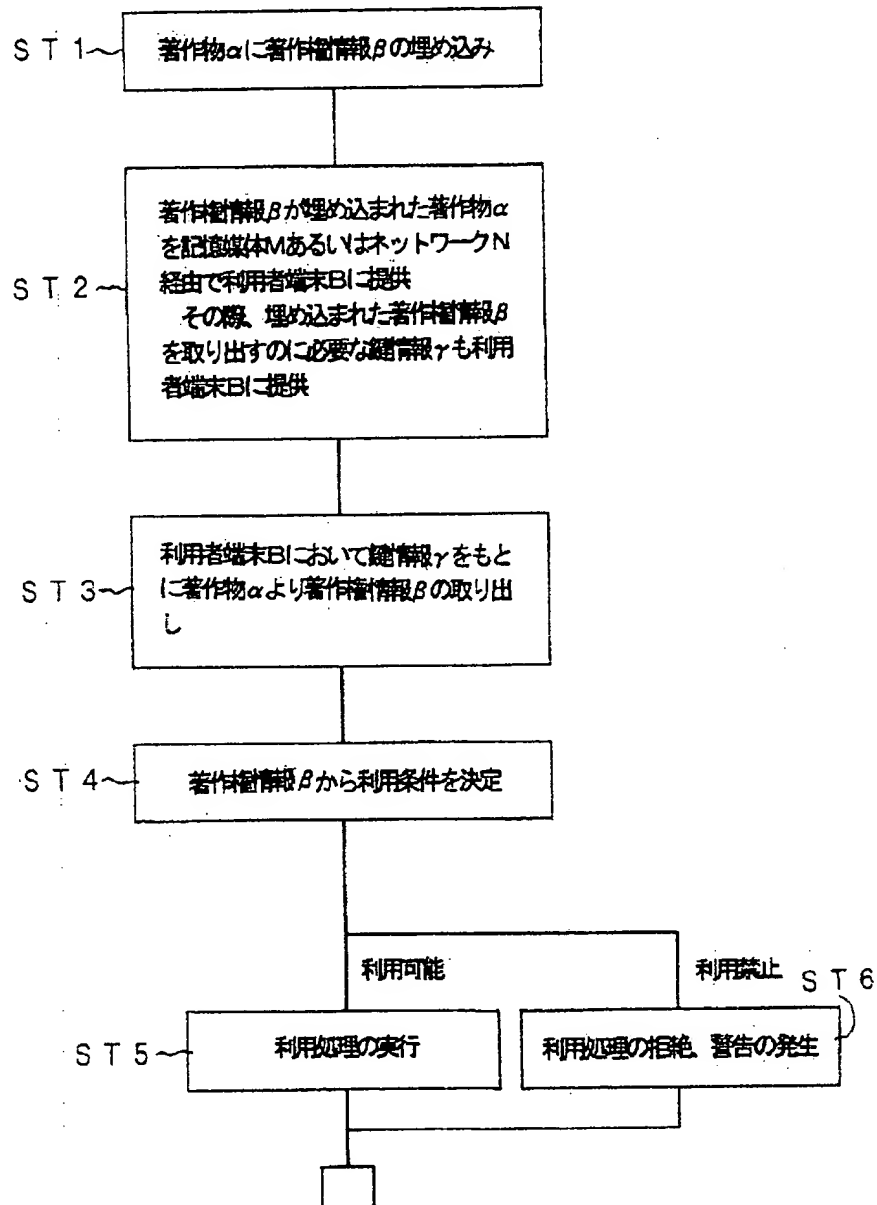 ST1
著作物αに著作権情報βの埋め込み
ST2
著作権情報βが埋め込まれた著作物α
を記憶媒体MあるいはネットワークN
経由で利用者端末Bに提供
その際、埋め込まれた著作権情報β
を取り出すのに必要な鍵情報γも利用
者端末Bに提供
ST3
利用者端末Bにおいて鍵情報γをもと
に著作物αより著作権情報βの取り出
し
ST4
著作権情報βから利用条件を決定
利用可能
利用禁止
ST6
ST5
利用処理の実行
利用処理の拒絶、警告の発生